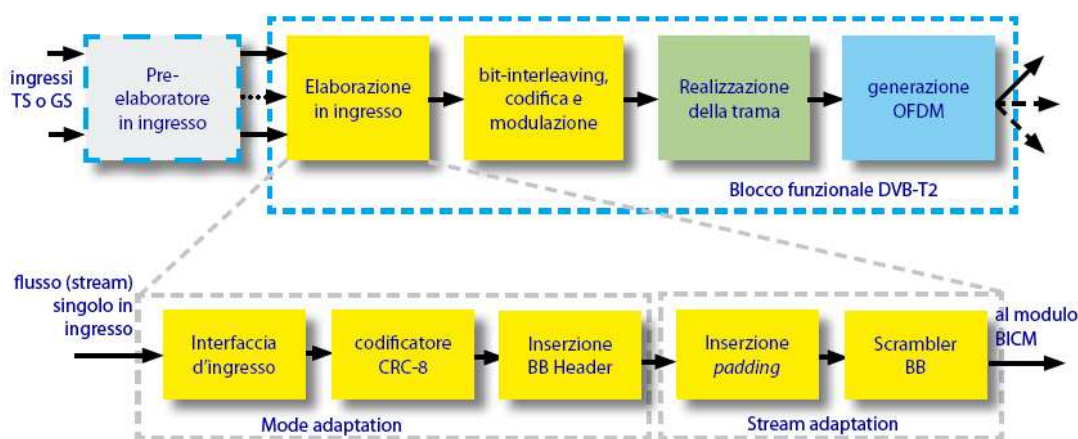 ingressi
TS o GS
Pre-
elaboratore
in ingresso
Elaborazione
in ingresso
bit-interleaving,
codifica e
modulazione
Realizzazione
della trama
generazione
OFDM
Blocco funzionale DVB-T2
flusso (stream)
singolo in
ingresso
Interfaccia
d'ingresso
codificatore
CRC-8
Inserzione
BB Header
Inserzione
padding
Scrambler
BB
al modulo
BICM
Mode adaptation
Stream adaptation